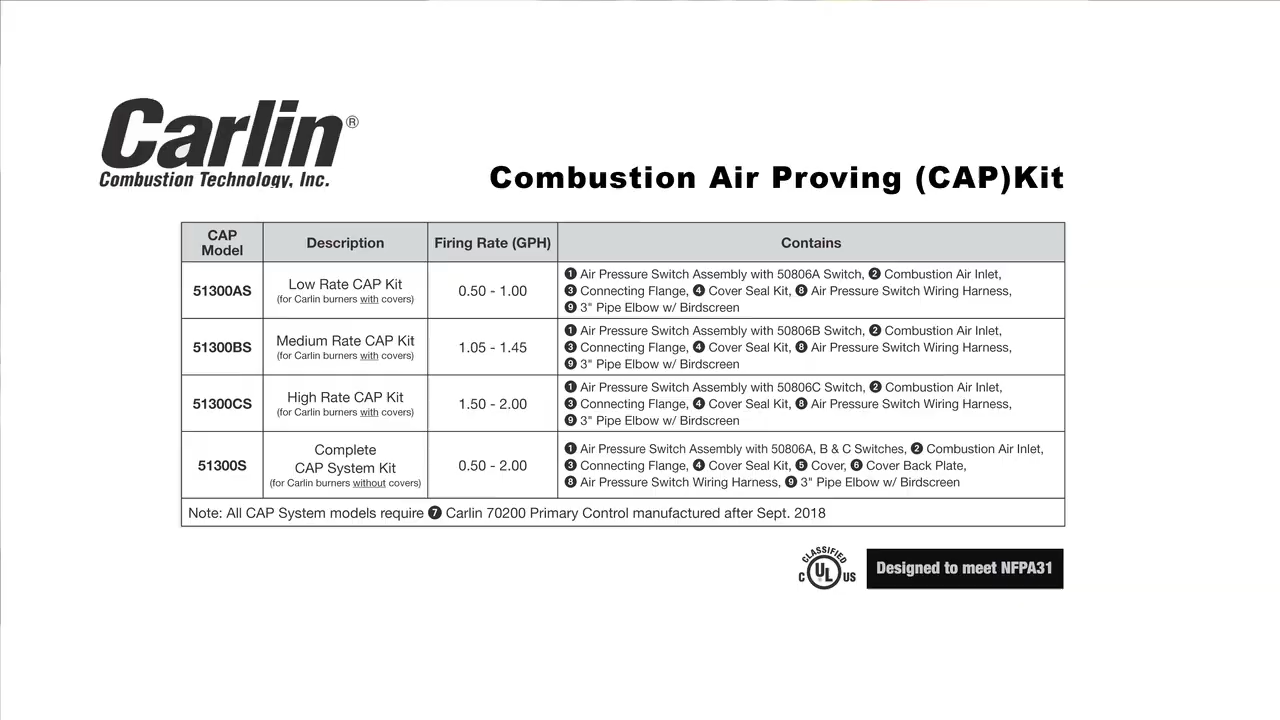 Carlin®
Combustion Technology, Inc.
Combustion Air Proving (CAP)Kit
CAP Model Description Firing Rate (GPH) Contains
51300AS Low Rate CAP Kit (for Carlin burners with covers) 0.50 - 1.00
❶ Air Pressure Switch Assembly with 50806A Switch, ❷ Combustion Air Inlet,
❸ Connecting Flange, ❹ Cover Seal Kit, ❽ Air Pressure Switch Wiring Harness,
❾ 3" Pipe Elbow w/ Birdscreen
51300BS Medium Rate CAP Kit (for Carlin burners with covers) 1.05 - 1.45
❶ Air Pressure Switch Assembly with 50806B Switch, ❷ Combustion Air Inlet,
❸ Connecting Flange, ❹ Cover Seal Kit, ❽ Air Pressure Switch Wiring Harness,
❾ 3" Pipe Elbow w/ Birdscreen
51300CS High Rate CAP Kit (for Carlin burners with covers) 1.50 - 2.00
❶ Air Pressure Switch Assembly with 50806C Switch, ❷ Combustion Air Inlet,
❸ Connecting Flange, ❹ Cover Seal Kit, ❽ Air Pressure Switch Wiring Harness,
❾ 3" Pipe Elbow w/ Birdscreen
51300S Complete CAP System Kit (for Carlin burners without covers) 0.50 - 2.00
❶ Air Pressure Switch Assembly with 50806A, B & C Switches, ❷ Combustion Air Inlet,
❸ Connecting Flange, ❹ Cover Seal Kit, ❺ Cover, ❻ Cover Back Plate,
❽ Air Pressure Switch Wiring Harness, ❾ 3" Pipe Elbow w/ Birdscreen
Note: All CAP System models require ❼ Carlin 70200 Primary Control manufactured after Sept. 2018
CLASSIFIED
C UL US
Designed to meet NFPA31